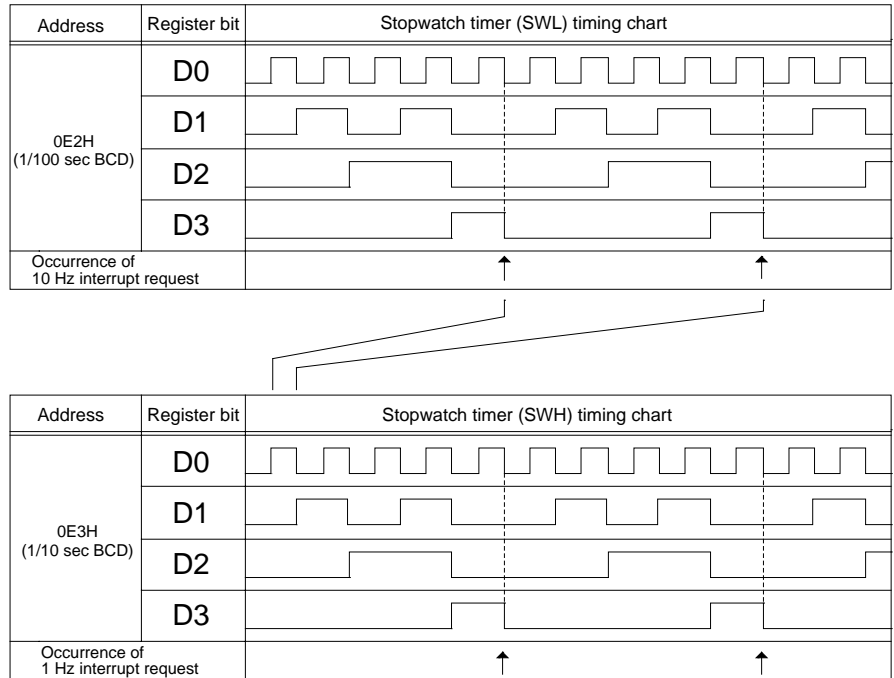 Address Register bit Stopwatch timer (SWL) timing chart
D0
D1
0E2H
(1/100 sec BCD)
D2
D3
Occurrence of
10 Hz interrupt request
Address Register bit Stopwatch timer (SWH) timing chart
D0
D1
0E3H
(1/10 sec BCD)
D2
D3
Occurrence of
1 Hz interrupt request